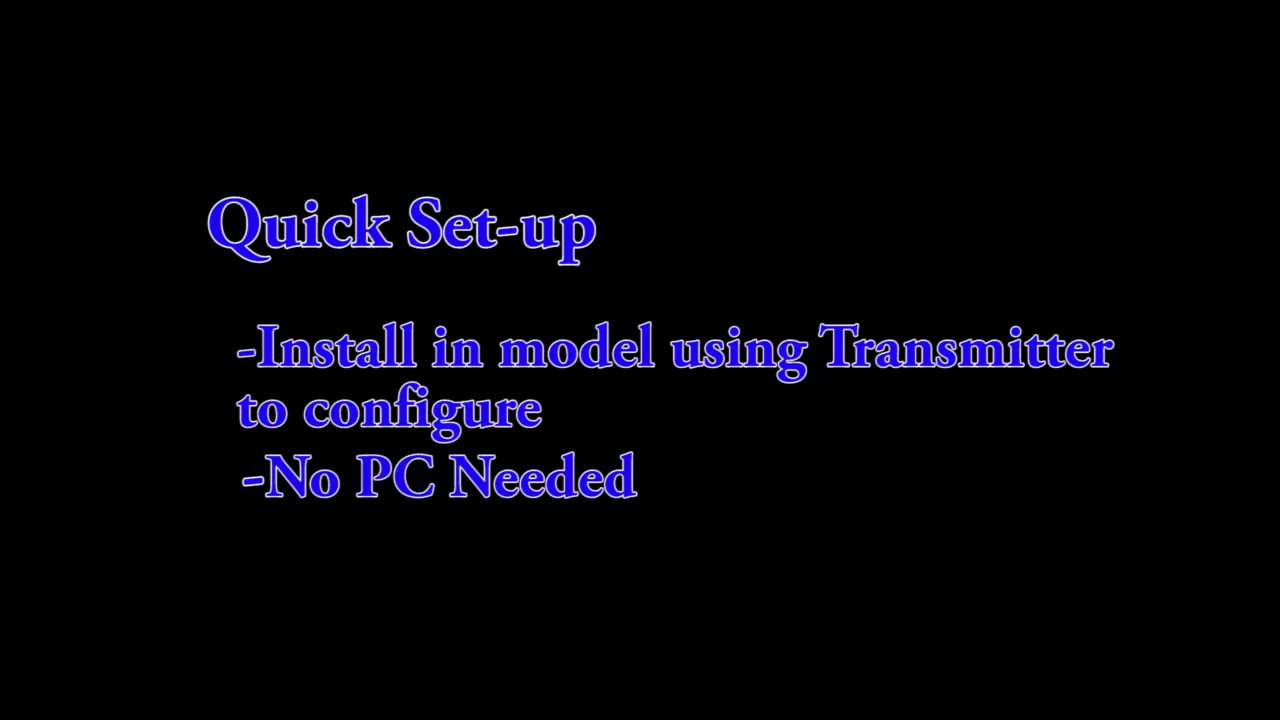 Quick Set-up
-Install in model using Transmitter
to configure
-No PC Needed